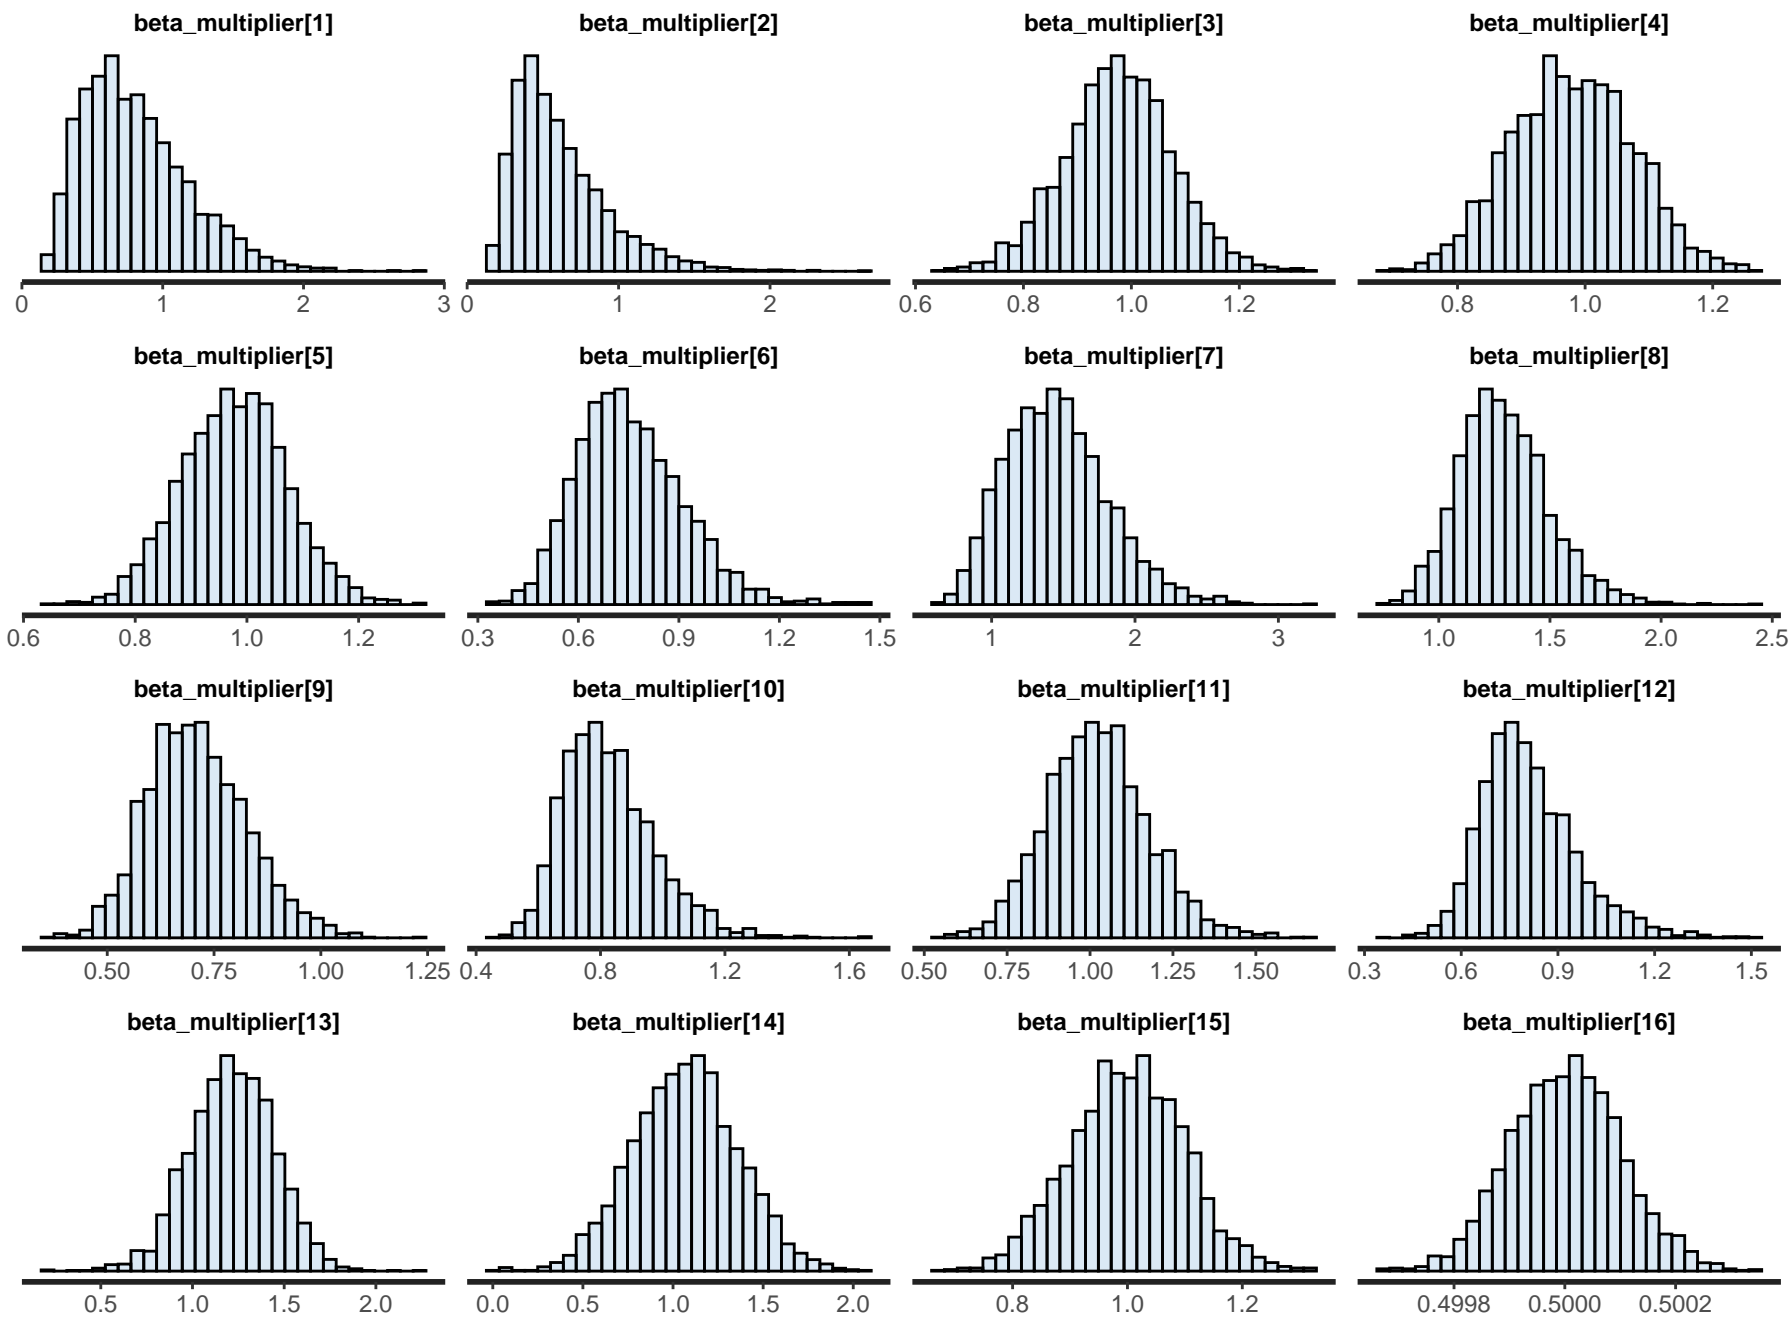 beta_multiplier[1] beta_multiplier[2] beta_multiplier[3] beta_multiplier[4]
0 1 2 3 0 1 2 0.6 0.8 1.0 1.2 0.8 1.0 1.2
beta_multiplier[5] beta_multiplier[6] beta_multiplier[7] beta_multiplier[8]
0.6 0.8 1.0 1.2 0.3 0.6 0.9 1.2 1.5 1 2 3 1.0 1.5 2.0 2.5
beta_multiplier[9] beta_multiplier[10] beta_multiplier[11] beta_multiplier[12]
0.50 0.75 1.00 1.25 0.4 0.8 1.2 1.6 0.50 0.75 1.00 1.25 1.50 0.3 0.6 0.9 1.2 1.5
beta_multiplier[13] beta_multiplier[14] beta_multiplier[15] beta_multiplier[16]
0.5 1.0 1.5 2.0 0.0 0.5 1.0 1.5 2.0 0.8 1.0 1.2 0.4998 0.5000 0.5002